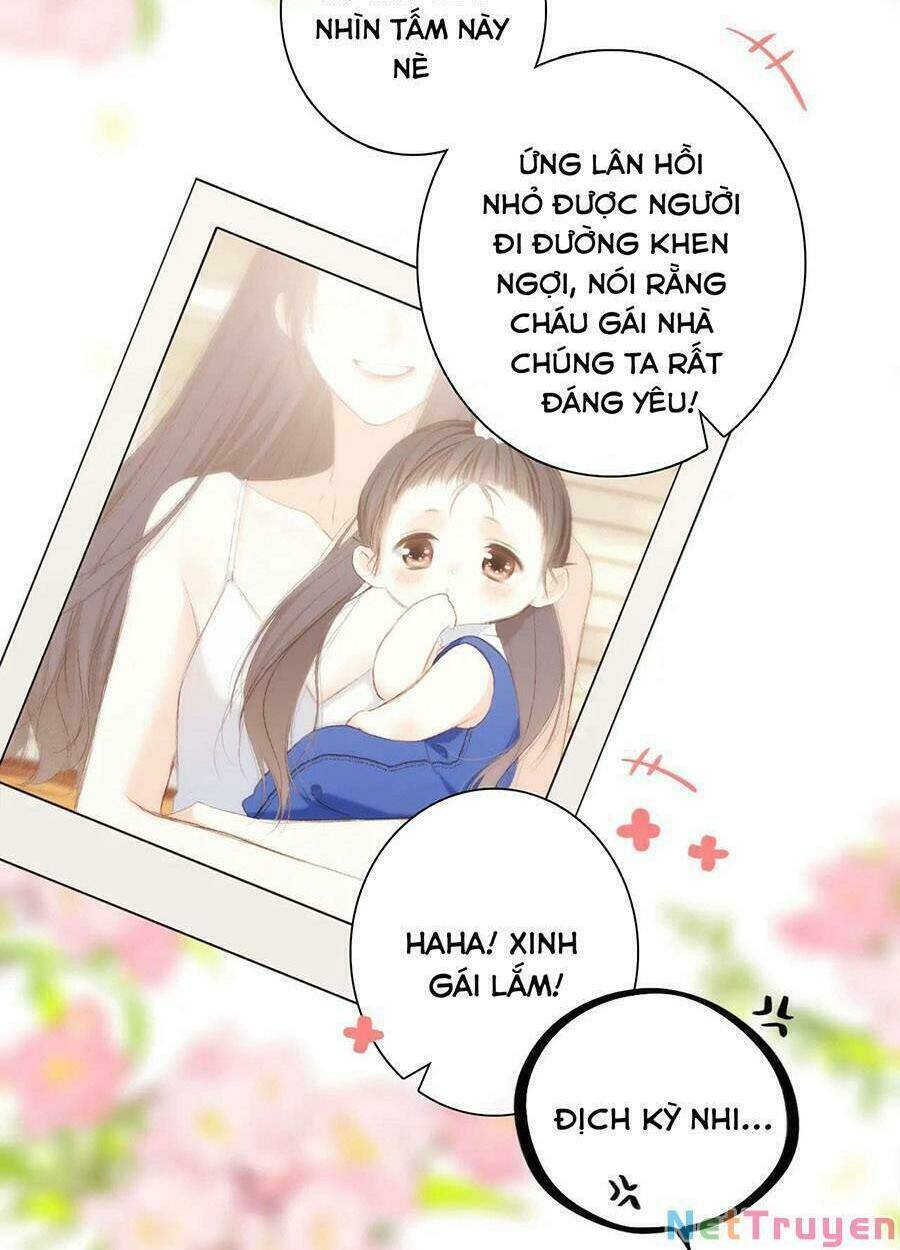 NHÌN TẤM NÀY
NÈ
ỨNG LÂN HỒI
NHỎ ĐƯỢC NGƯỜI
ĐI ĐƯỜNG KHEN
NGỢI, NÓI RẰNG
CHÁU GÁI NHÀ
CHÚNG TA RẤT
ĐÁNG YÊU!
HAHA! XINH
GÁI LẮM!
ĐỊCH KỲ NHI...
NetTruyen